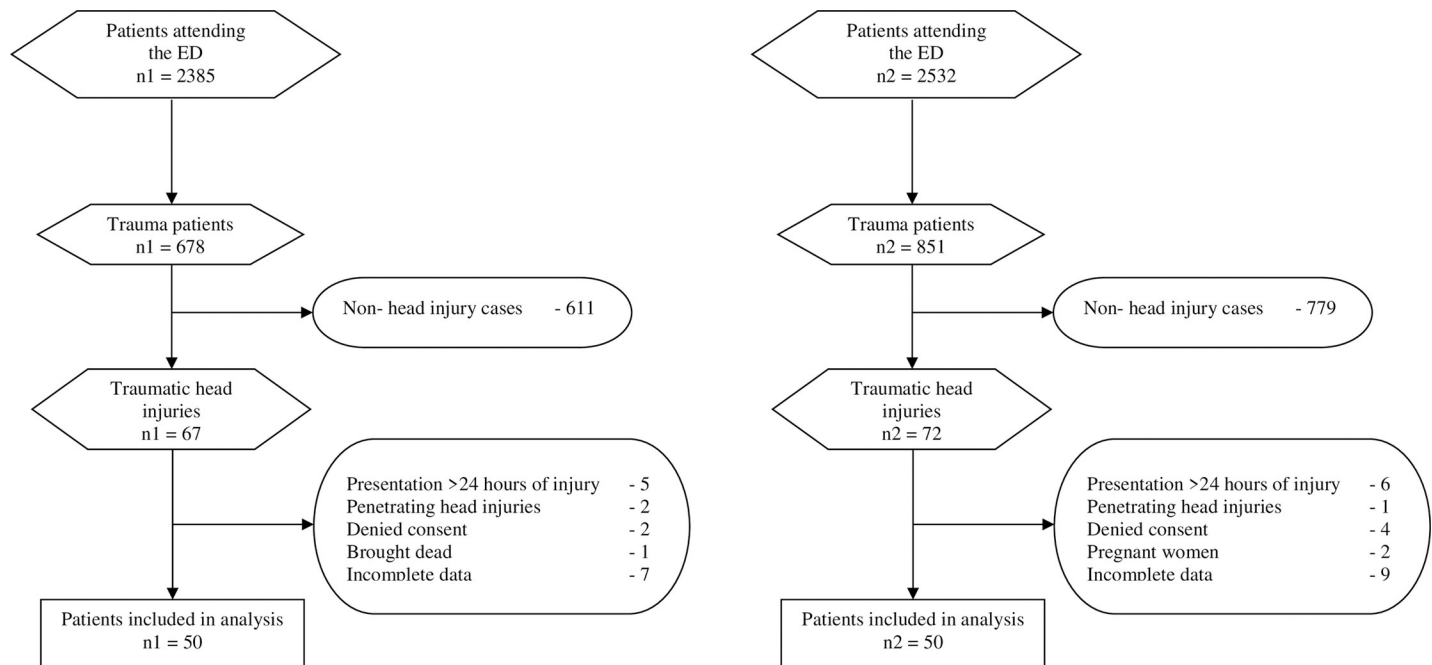 Patients attending
the ED
n1 = 2385
Trauma patients
n1 = 678
Non- head injury cases - 611
Traumatic head
injuries
n1 = 67
Presentation >24 hours of injury - 5
Penetrating head injuries - 2
Denied consent - 2
Brought dead - 1
Incomplete data - 7
Patients included in analysis
n1 = 50
Patients attending
the ED
n2 = 2532
Trauma patients
n2 = 851
Non- head injury cases - 779
Traumatic head
injuries
n2 = 72
Presentation >24 hours of injury - 6
Penetrating head injuries - 1
Denied consent - 4
Pregnant women - 2
Incomplete data - 9
Patients included in analysis
n2 = 50